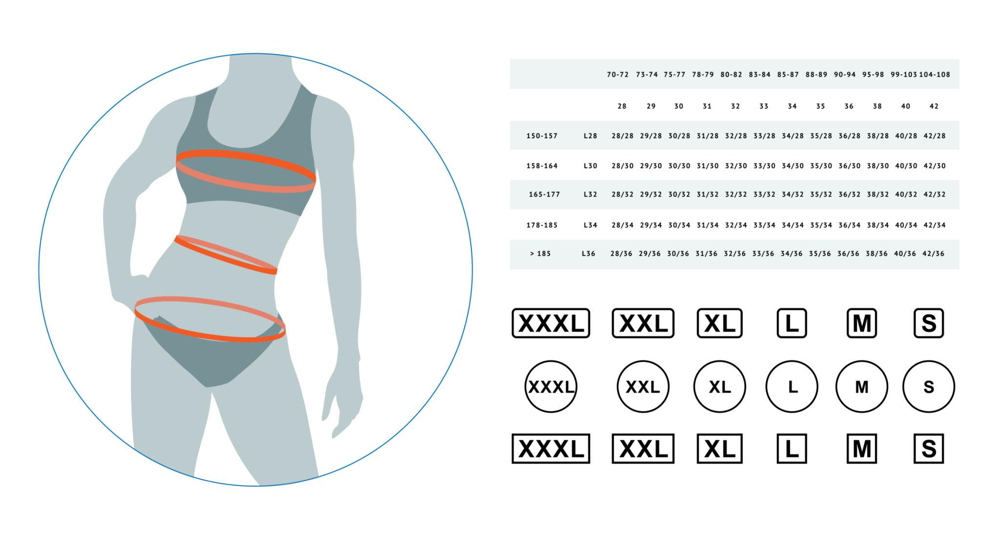 70-72 73-74 75-77 78-79 80-82 83-84 85-87 88-89 90-94 95-98 99-103 104-108
28 29 30 31 32 33 34 35 36 38 40 42
150-157 L28 28/28 29/28 30/28 31/28 32/28 33/28 34/28 35/28 36/28 38/28 40/28 42/28
158-164 L30 28/30 29/30 30/30 31/30 32/30 33/30 34/30 35/30 36/30 38/30 40/30 42/30
165-177 L32 28/32 29/32 30/32 31/32 32/32 33/32 34/32 35/32 36/32 38/32 40/32 42/32
178-185 L34 28/34 29/34 30/34 31/34 32/34 33/34 34/34 35/34 36/34 38/34 40/34 42/34
> 185 L36 28/36 29/36 30/36 31/36 32/36 33/36 34/36 35/36 36/36 38/36 40/36 42/36
XXXL XXL XL L M S
XXXL XXL XL L M S
XXXL XXL XL L M S